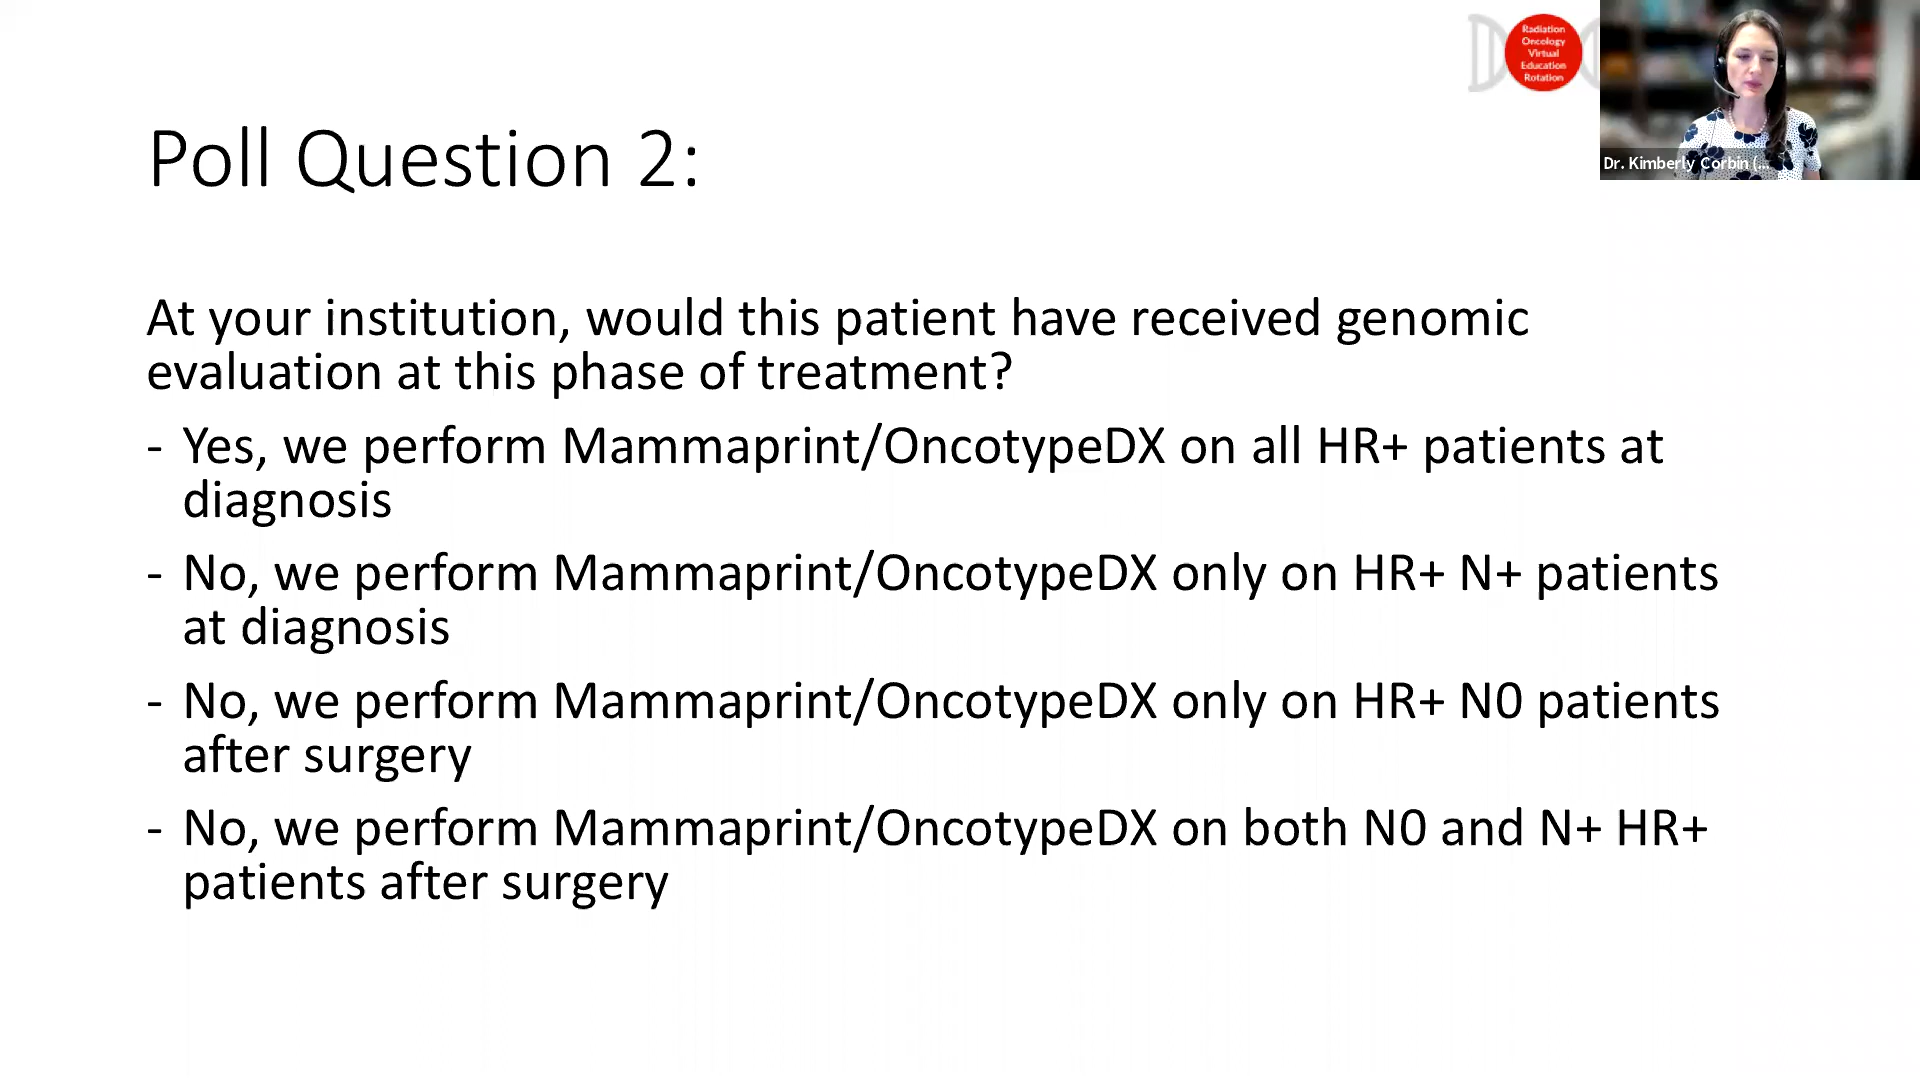 Radiation
Oncology
Virtual
Education
Rotation
Dr. Kimberly Corbin (...
Poll Question 2:
At your institution, would this patient have received genomic
evaluation at this phase of treatment?
- Yes, we perform Mammaprint/OncotypeDX on all HR+ patients at
diagnosis
- No, we perform Mammaprint/OncotypeDX only on HR+ N+ patients
at diagnosis
- No, we perform Mammaprint/OncotypeDX only on HR+ N0 patients
after surgery
- No, we perform Mammaprint/OncotypeDX on both N0 and N+ HR+
patients after surgery